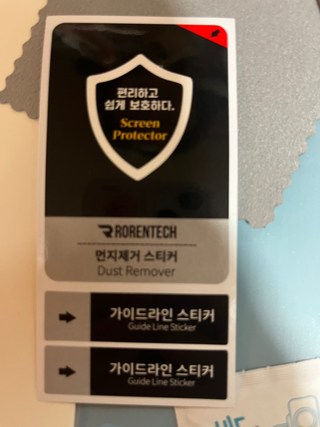 편리하고
쉽게 보호하다.
Screen
Protector
RORENTECH
먼지제거 스티커
Dust Remover
가이드라인 스티커
Guide Line Sticker
가이드라인 스티커
Guide Line Sticker